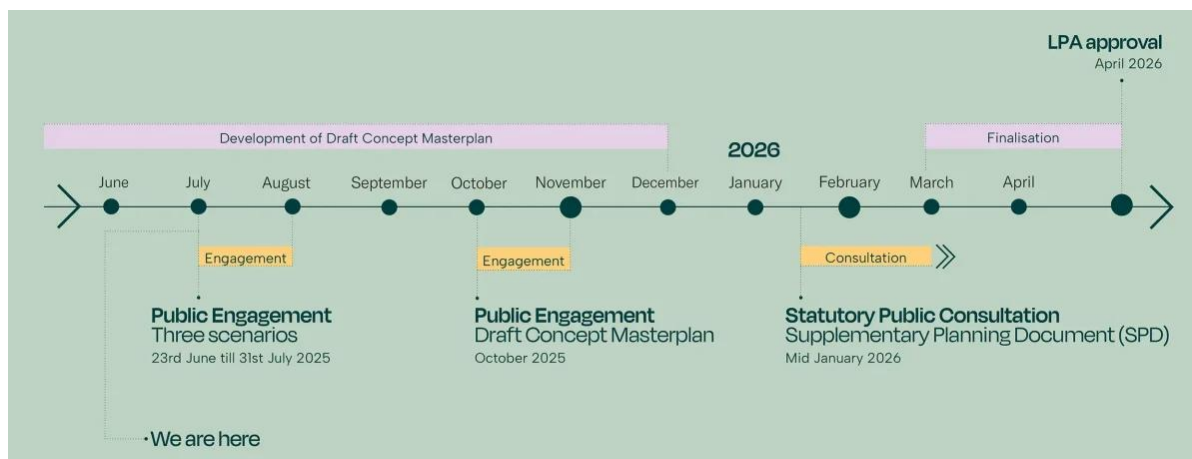 LPA approval
April 2026
Development of Draft Concept Masterplan
Finalisation
2026
June July August September October November December January February March April
Engagement
Engagement
Consultation
Public Engagement
Three scenarios
23rd June till 31st July 2025
Public Engagement
Draft Concept Masterplan
October 2025
Statutory Public Consultation
Supplementary Planning Document (SPD)
Mid January 2026
We are here